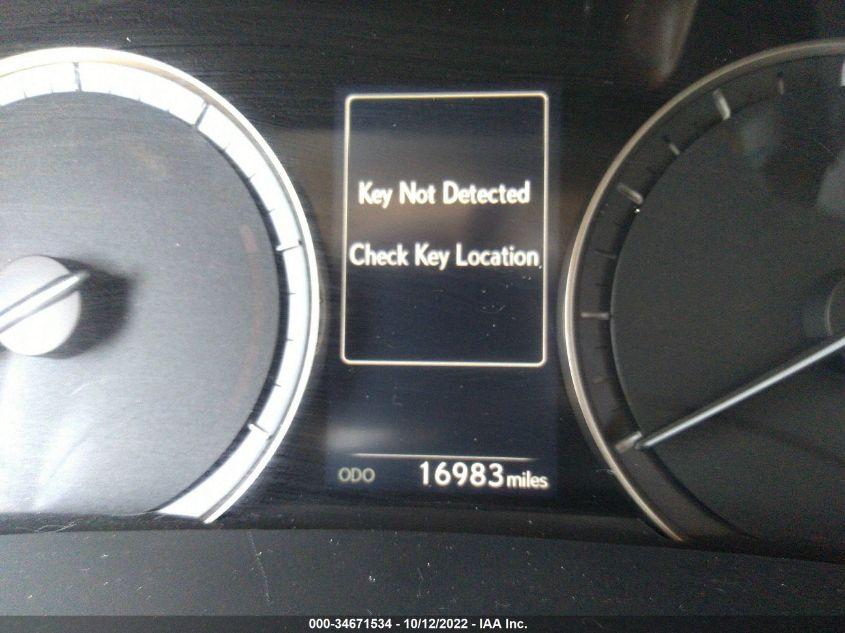 Key Not Detected
Check Key Location
ODO 16983 miles
000-34671534 - 10/12/2022 - IAA Inc.